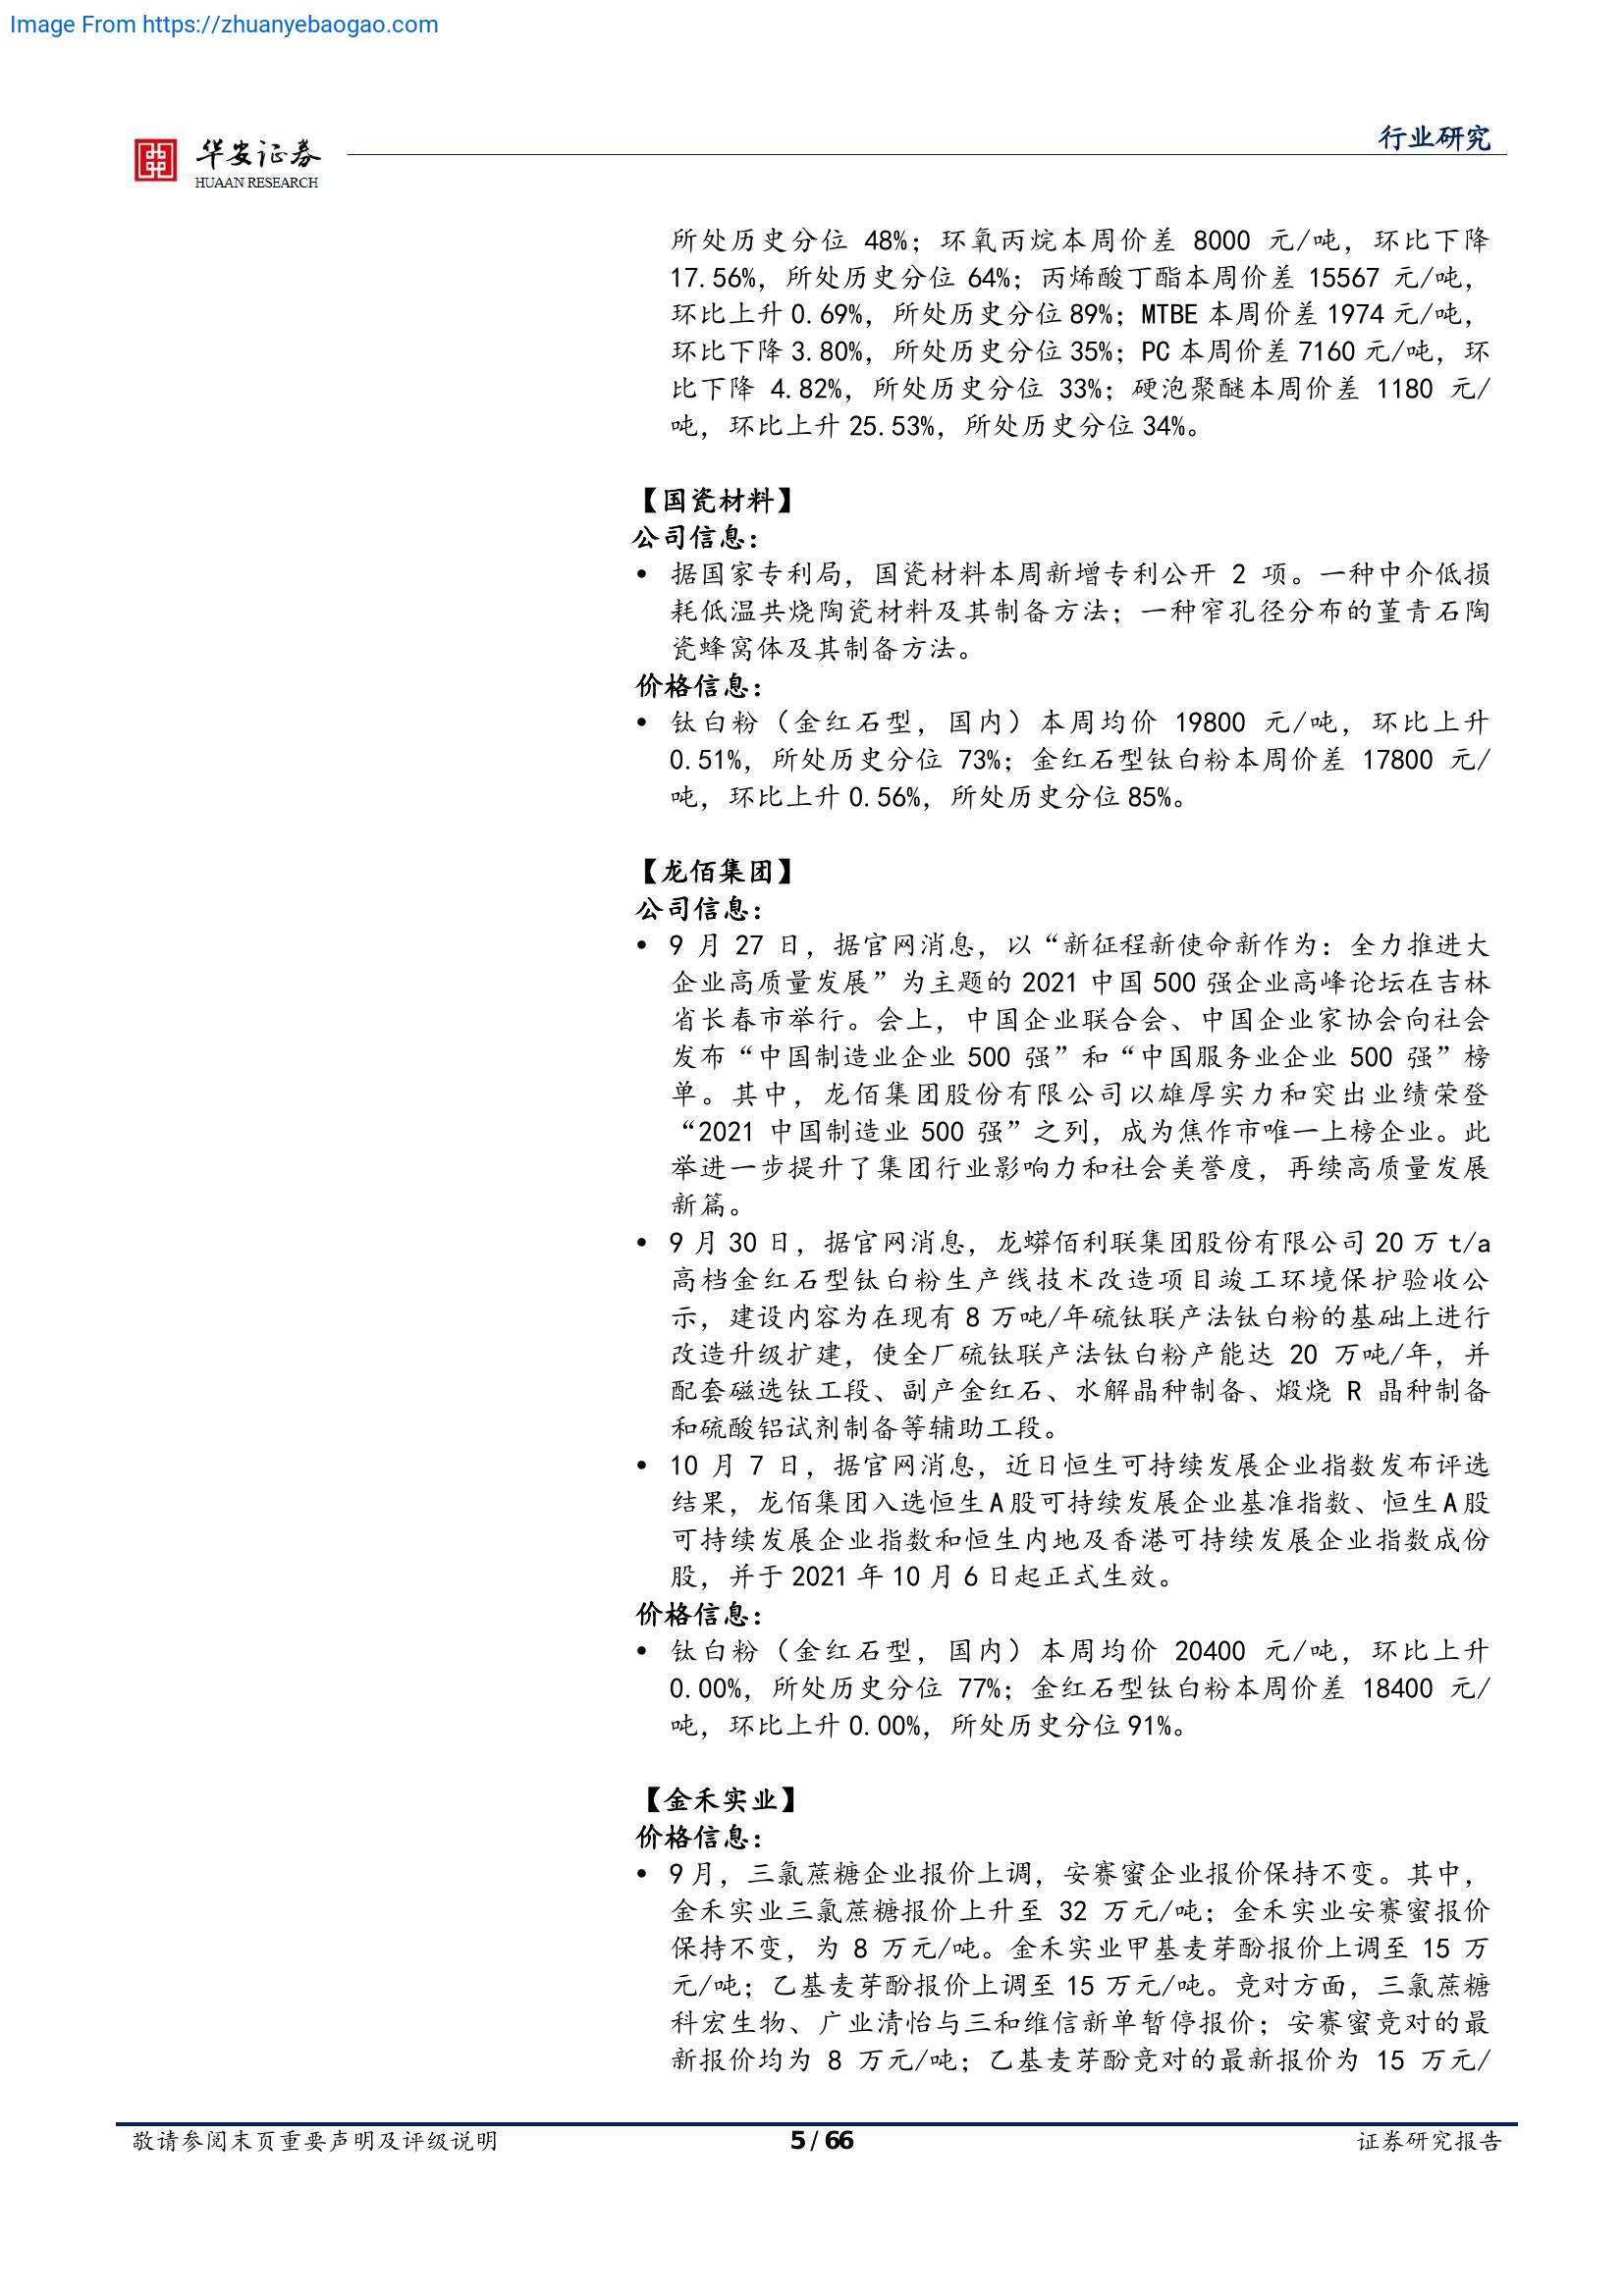 Image From https://zhuanyebaogao.com
华安证券
HUAAN RESEARCH
行业研究
所处历史分位 48%；环氧丙烷本周价差 8000 元/吨，环比下降
17.56%，所处历史分位 64%；丙烯酸丁酯本周价差 15567 元/吨，
环比上升 0.69%，所处历史分位 89%；MTBE 本周价差 1974 元/吨，
环比下降 3.80%，所处历史分位 35%；PC 本周价差 7160 元/吨，环
比下降 4.82%，所处历史分位 33%；硬泡聚醚本周价差 1180 元/
吨，环比上升 25.53%，所处历史分位 34%。
【国瓷材料】
公司信息：
• 据国家专利局，国瓷材料本周新增专利公开 2 项。一种中介低损
耗低温共烧陶瓷材料及其制备方法；一种窄孔径分布的堇青石陶
瓷蜂窝体及其制备方法。
价格信息：
• 钛白粉（金红石型，国内）本周均价 19800 元/吨，环比上升
0.51%，所处历史分位 73%；金红石型钛白粉本周价差 17800 元/
吨，环比上升 0.56%，所处历史分位 85%。
【龙佰集团】
公司信息：
• 9 月 27 日，据官网消息，以“新征程新使命新作为：全力推进大
企业高质量发展”为主题的 2021 中国 500 强企业高峰论坛在吉林
省长春市举行。会上，中国企业联合会、中国企业家协会向社会
发布“中国制造业企业 500 强”和“中国服务业企业 500 强”榜
单。其中，龙佰集团股份有限公司以雄厚实力和突出业绩荣登
“2021 中国制造业 500 强”之列，成为焦作市唯一上榜企业。此
举进一步提升了集团行业影响力和社会美誉度，再续高质量发展
新篇。
• 9 月 30 日，据官网消息，龙蟒佰利联集团股份有限公司 20 万 t/a
高档金红石型钛白粉生产线技术改造项目竣工环境保护验收公
示，建设内容为在现有 8 万吨/年硫钛联产法钛白粉的基础上进行
改造升级扩建，使全厂硫钛联产法钛白粉产能达 20 万吨/年，并
配套磁选钛工段、副产金红石、水解晶种制备、煅烧 R 晶种制备
和硫酸铝试剂制备等辅助工段。
• 10 月 7 日，据官网消息，近日恒生可持续发展企业指数发布评选
结果，龙佰集团入选恒生 A 股可持续发展企业基准指数、恒生 A 股
可持续发展企业指数和恒生内地及香港可持续发展企业指数成份
股，并于 2021 年 10 月 6 日起正式生效。
价格信息：
• 钛白粉（金红石型，国内）本周均价 20400 元/吨，环比上升
0.00%，所处历史分位 77%；金红石型钛白粉本周价差 18400 元/
吨，环比上升 0.00%，所处历史分位 91%。
【金禾实业】
价格信息：
• 9 月，三氯蔗糖企业报价上调，安赛蜜企业报价保持不变。其中，
金禾实业三氯蔗糖报价上升至 32 万元/吨；金禾实业安赛蜜报价
保持不变，为 8 万元/吨。金禾实业甲基麦芽酚报价上调至 15 万
元/吨；乙基麦芽酚报价上调至 15 万元/吨。竞对方面，三氯蔗糖
科宏生物、广业清怡与三和维信新单暂停报价；安赛蜜竞对的最
新报价均为 8 万元/吨；乙基麦芽酚竞对的最新报价为 15 万元/
敬请参阅末页重要声明及评级说明
5 / 66
证券研究报告